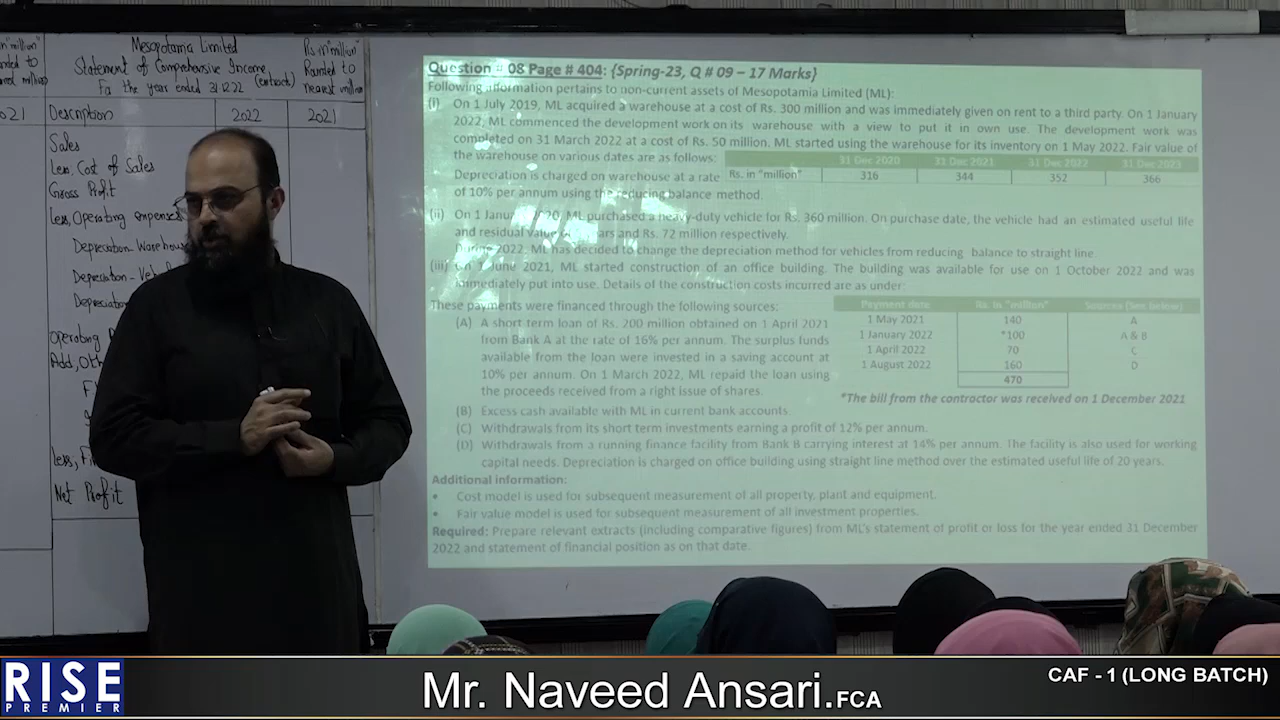 in "million"
Rounded to
021
Mesopotamia Limited
Statement of Comprehensive Income
(extract)
Fa the year ended 31.12.22
Rs in "million"
Rounded to
nearest million
Description
2022
2021
Sales
Less, Cost of Sales
Gross Profit
Less, Operating expenses
Depreciation-Warehouse
Depreciation-
Depreciation
Operating
Add,
Less,
Net Profit
Question # 08 Page # 404: {Spring-23, Q # 09 – 17 Marks}
Following information pertains to non-current assets of Mesopotamia Limited (ML):
(i) On 1 July 2019, ML acquired a warehouse at a cost of Rs. 300 million and was immediately given on rent to a third party. On 1 January
2022, ML commenced the development work on its warehouse with a view to put it in own use. The development work was
completed on 31 March 2022 at a cost of Rs. 50 million. ML started using the warehouse for its inventory on 1 May 2022. Fair value of
the warehouse on various dates are as follows:
31 Dec 2020 31 Dec 2021 31 Dec 2022 31 Dec 2023
Rs. in "million" 316 344 352 366
Depreciation is charged on warehouse at a rate
of 10% per annum using the reducing balance method.
(ii) On 1 January 2020, ML purchased a heavy-duty vehicle for Rs. 360 million. On purchase date, the vehicle had an estimated useful life
and residual value of years and Rs. 72 million respectively.
During 2022, ML has decided to change the depreciation method for vehicles from reducing balance to straight line.
(iii) On 1 June 2021, ML started construction of an office building. The building was available for use on 1 October 2022 and was
immediately put into use. Details of the construction costs incurred are as under:
These payments were financed through the following sources:
(A) A short term loan of Rs. 200 million obtained on 1 April 2021
from Bank A at the rate of 16% per annum. The surplus funds
available from the loan were invested in a saving account at
10% per annum. On 1 March 2022, ML repaid the loan using
the proceeds received from a right issue of shares.
Payment date Rs. in "million" Sources (See below)
1 May 2021 140 A
1 January 2022 *100 A & B
1 April 2022 70 C
1 August 2022 160 D
470
*The bill from the contractor was received on 1 December 2021
(B) Excess cash available with ML in current bank accounts.
(C) Withdrawals from its short term investments earning a profit of 12% per annum.
(D) Withdrawals from a running finance facility from Bank B carrying interest at 14% per annum. The facility is also used for working
capital needs. Depreciation is charged on office building using straight line method over the estimated useful life of 20 years.
Additional information:
• Cost model is used for subsequent measurement of all property, plant and equipment.
• Fair value model is used for subsequent measurement of all investment properties.
Required: Prepare relevant extracts (including comparative figures) from ML's statement of profit or loss for the year ended 31 December
2022 and statement of financial position as on that date.
RISE
PREMIER
Mr. Naveed Ansari.FCA
CAF - 1 (LONG BATCH)